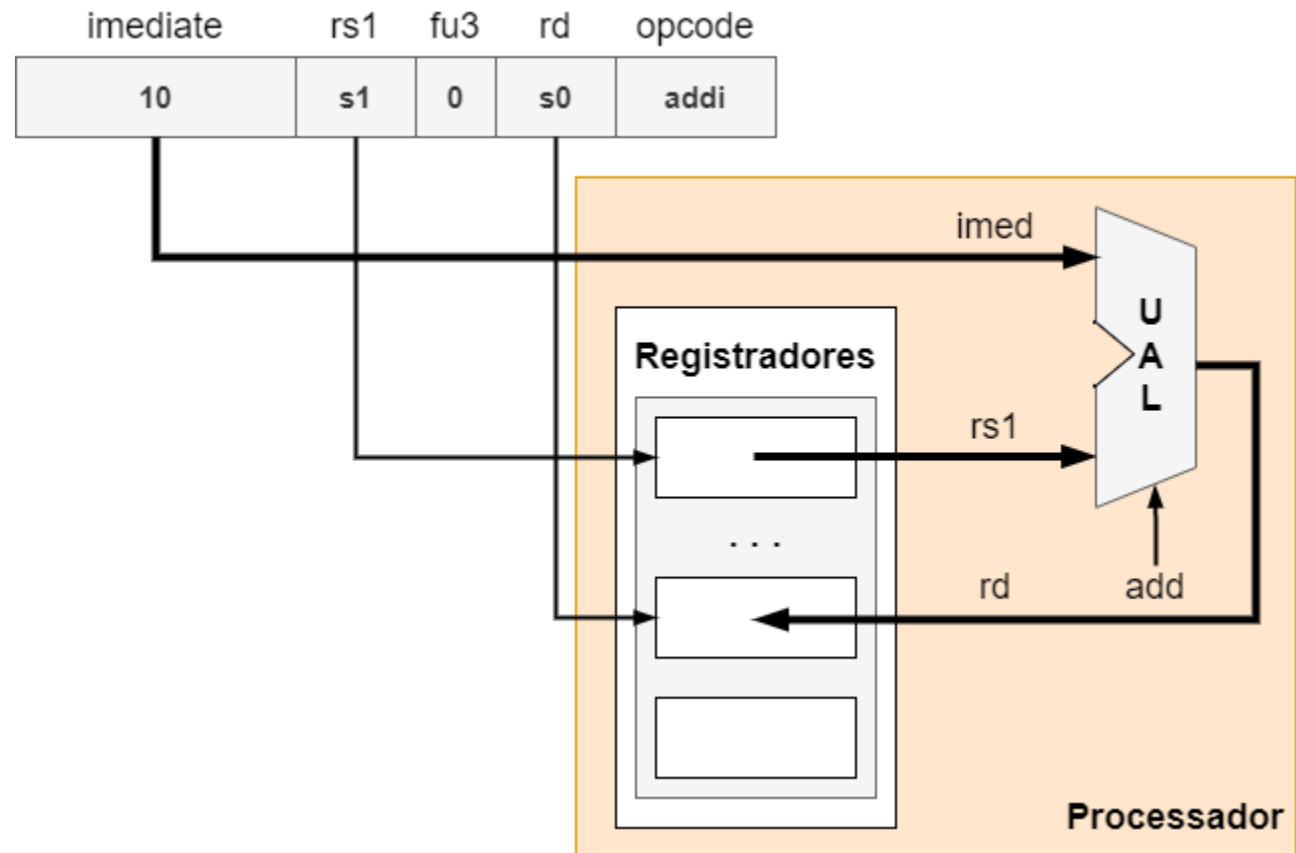 imediate rs1 fu3 rd opcode
10 s1 0 s0 addi
imed
U
A
L
Registradores
rs1
. . .
rd add
Processador